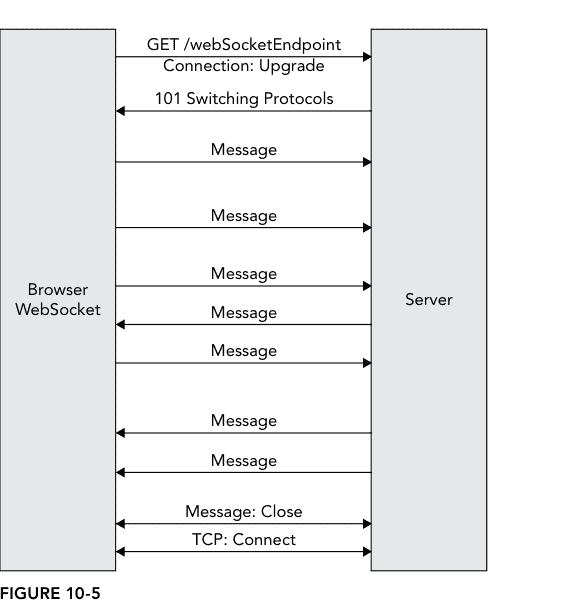 GET /webSocketEndpoint
Connection: Upgrade
101 Switching Protocols
Message
Message
Message
Browser
WebSocket
Server
Message
Message
Message
Message
Message: Close
TCP: Connect
FIGURE 10-5